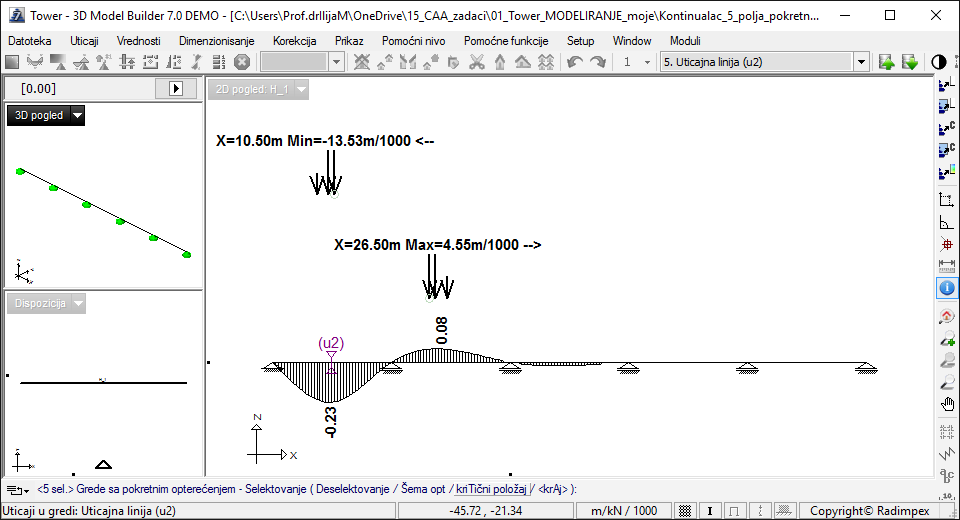 Tower - 3D Model Builder 7.0 DEMO - [C:\Users\Prof.drIlijaM\OneDrive\15_CAA_zadaci\01_Tower_MODELIRANJE_moje\Kontinualac_5_polja_pokretn...
Datoteka Uticaji Vrednosti Dimenzionisanje Korekcija Prikaz Pomoćni nivo Pomoćne funkcije Setup Window Moduli
1 5. Uticajna linija (u2)
[0.00]
2D pogled: H_1
3D pogled
X=10.50m Min=-13.53m/1000 <--
X=26.50m Max=4.55m/1000 -->
Dispozicija
(u2)
0.08
-0.23
Z
X
<5 sel.> Grede sa pokretnim opterećenjem - Selektovanje ( Deselektovanje / Šema opt / kriTični položaj / <krAj> ):
Uticaji u gredi: Uticajna linija (u2) -45.72 , -21.34 m/kN / 1000 Copyright© Radimpex